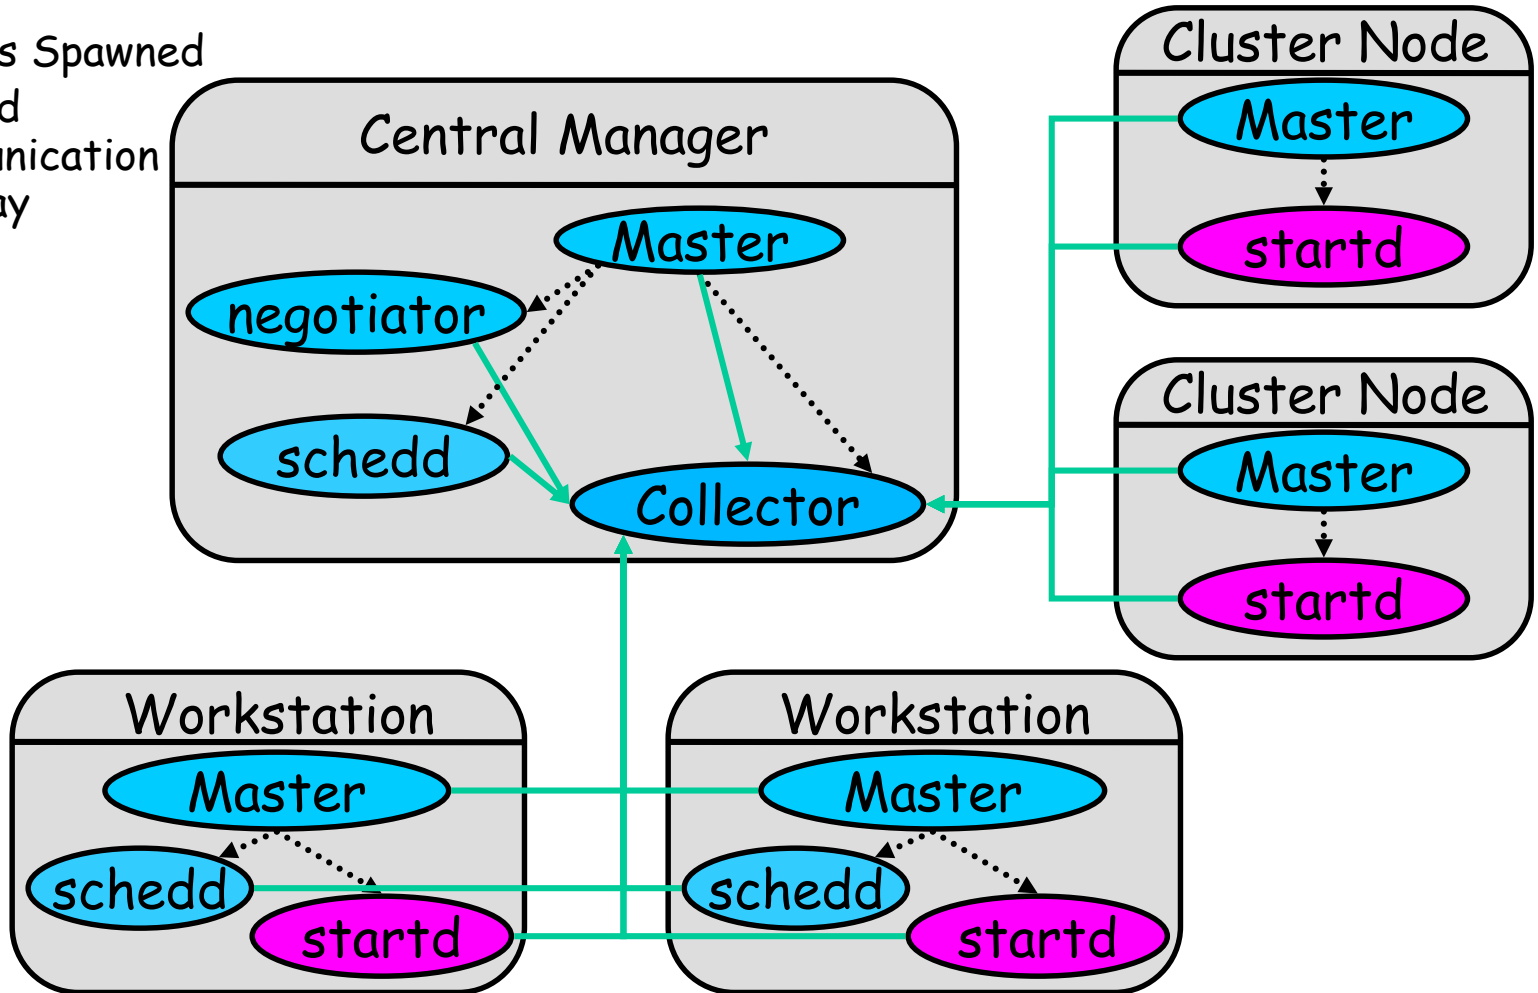 s Spawned
d
nication
ay
Central Manager
Master
negotiator
schedd
Collector
Cluster Node
Master
startd
Cluster Node
Master
startd
Workstation
Master
schedd
startd
Workstation
Master
schedd
startd